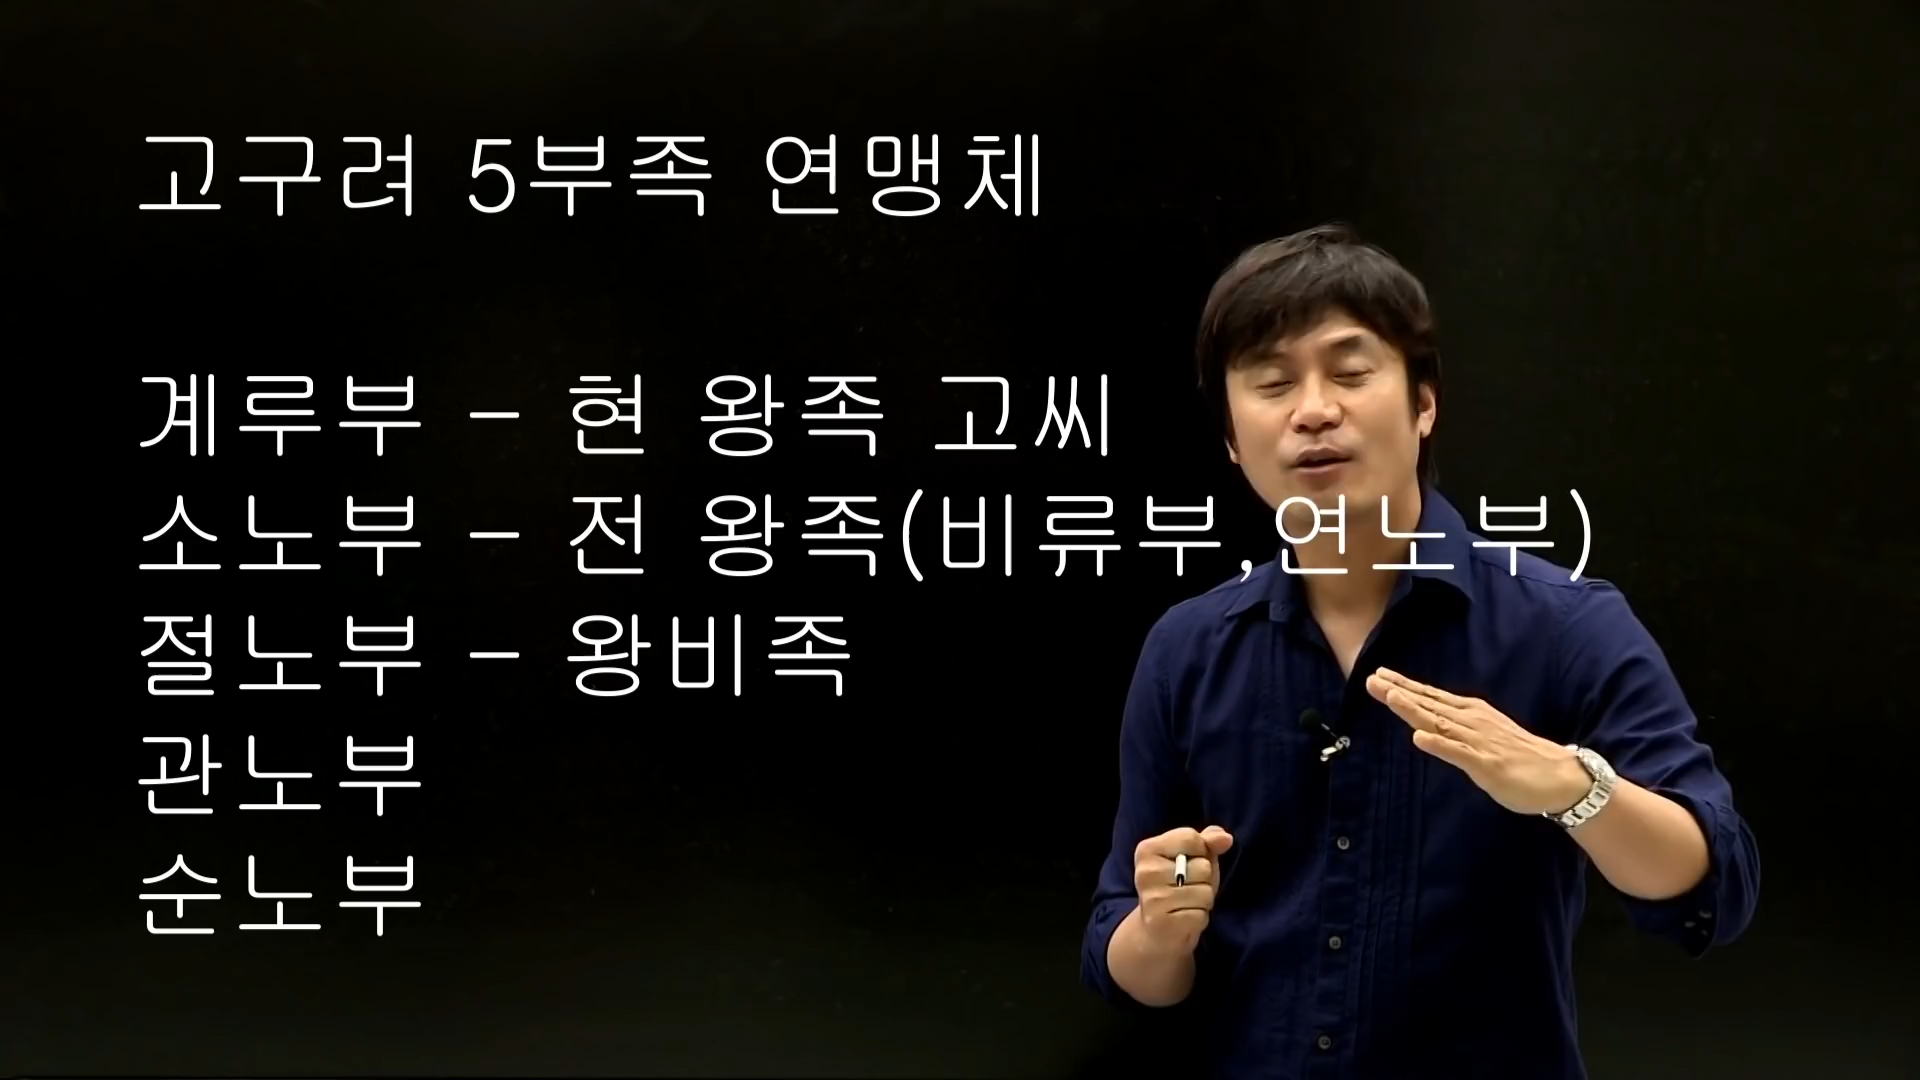 고구려 5부족 연맹체
계루부 - 현 왕족 고씨
소노부 - 전 왕족(비류부,연노부)
절노부 - 왕비족
관노부
순노부